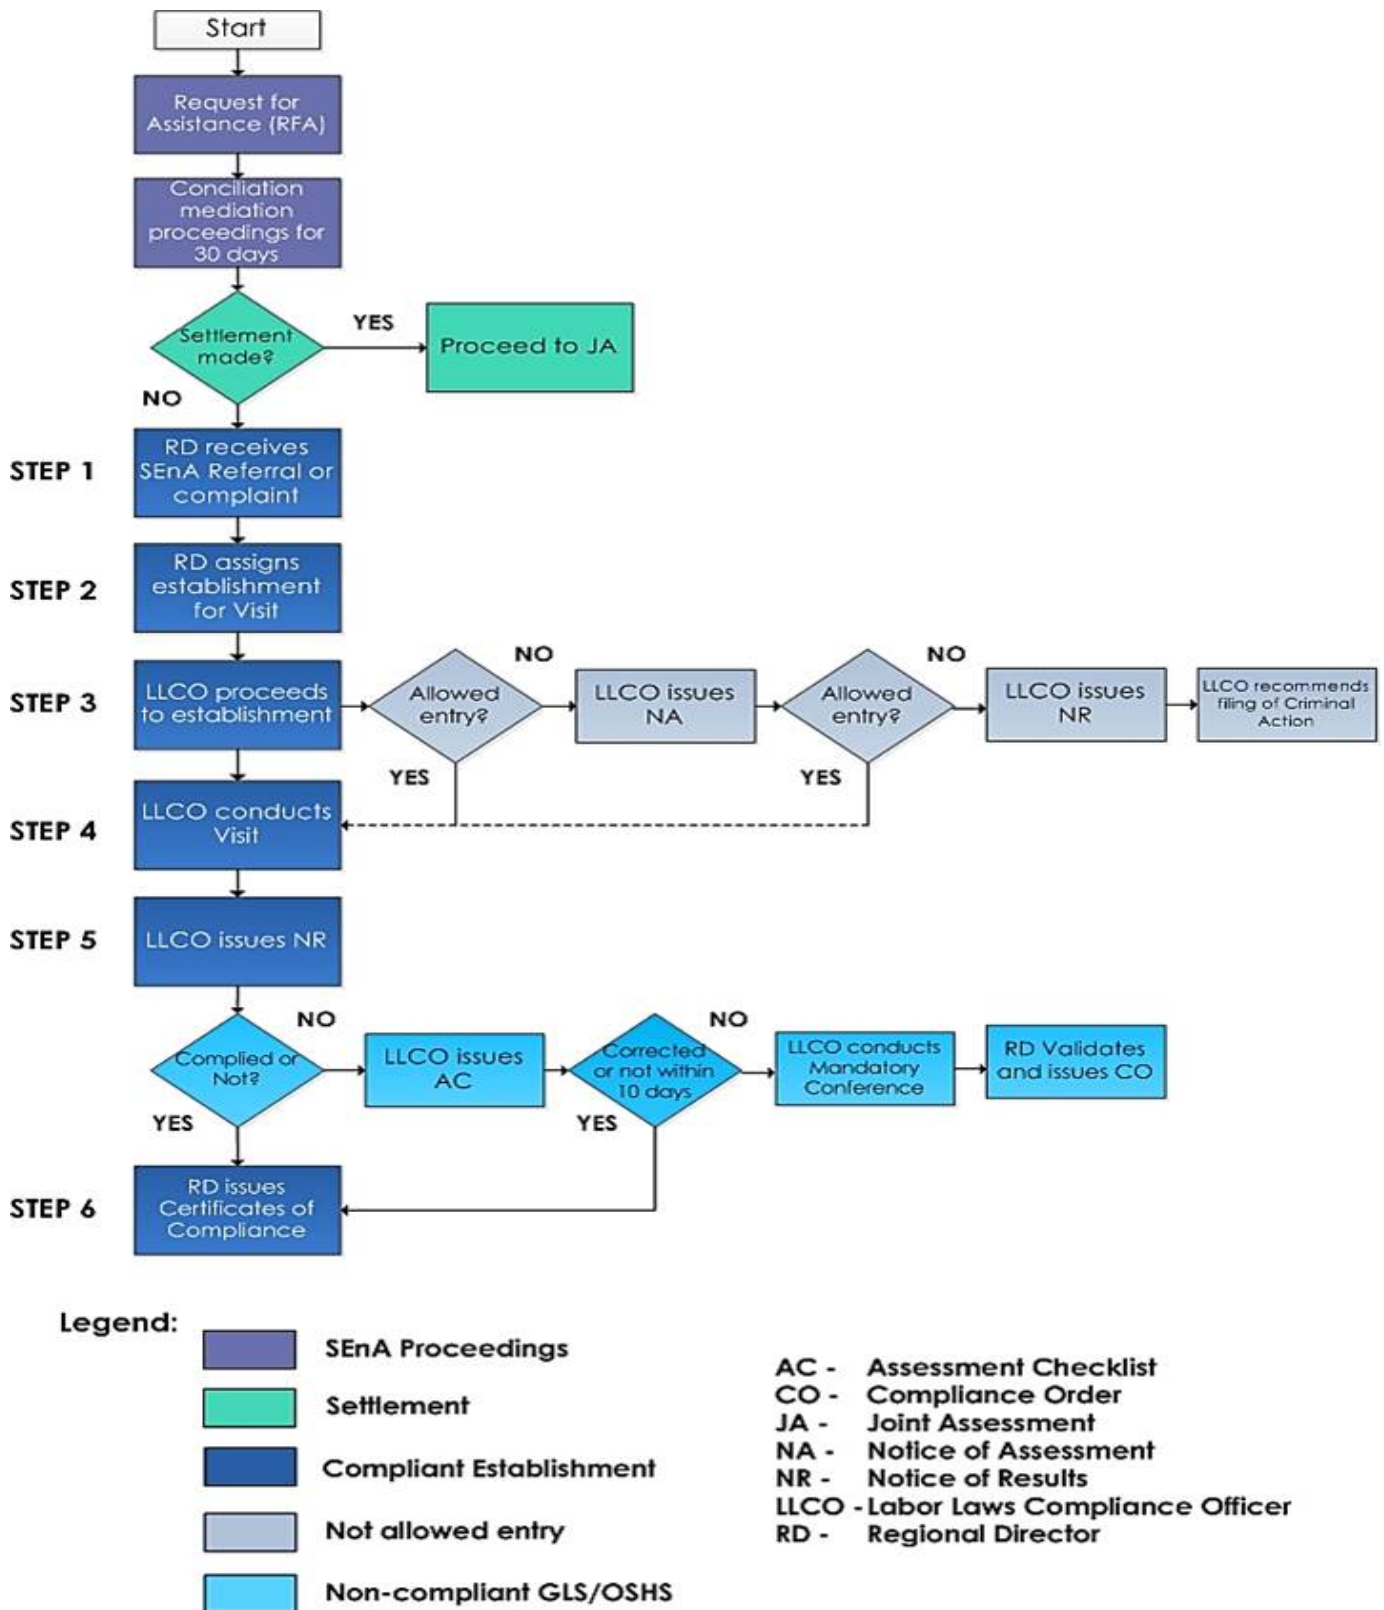 Start
Request for
Assistance (RFA)
Conciliation
mediation
proceedings for
30 days
Settlement
made?
YES
Proceed to JA
NO
STEP 1
RD receives
SEnA Referral or
complaint
STEP 2
RD assigns
establishment
for Visit
STEP 3
LLCO proceeds
to establishment
Allowed
entry?
NO
LLCO issues
NA
Allowed
entry?
NO
LLCO issues
NR
LLCO recommends
filing of Criminal
Action
YES
YES
STEP 4
LLCO conducts
Visit
STEP 5
LLCO issues NR
Complied or
Not?
NO
LLCO issues
AC
Corrected
or not within
10 days
NO
LLCO conducts
Mandatory
Conference
RD Validates
and issues CO
YES
YES
STEP 6
RD issues
Certificates of
Compliance
Legend:
SEnA Proceedings
Settlement
Compliant Establishment
Not allowed entry
Non-compliant GLS/OSHS
AC - Assessment Checklist
CO - Compliance Order
JA - Joint Assessment
NA - Notice of Assessment
NR - Notice of Results
LLCO - Labor Laws Compliance Officer
RD - Regional Director